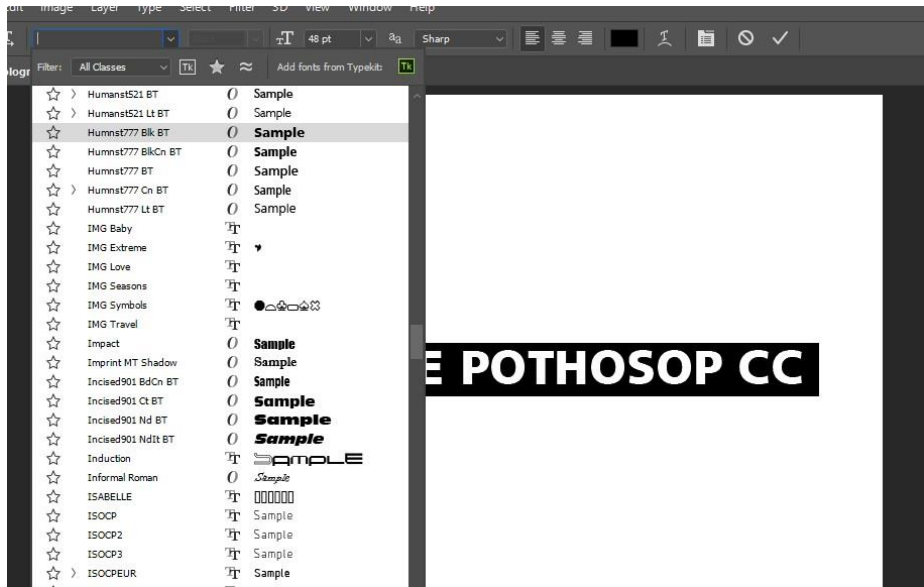 Edit Image Layer Type Select Filter 3D View Window Help
48 pt Sharp
Filter: All Classes Tk Add fonts from Typekit: Tk
Humanst521 BT Sample
Humanst521 Lt BT Sample
Humnst777 Blk BT Sample
Humnst777 BlkCn BT Sample
Humnst777 BT Sample
Humnst777 Cn BT Sample
Humnst777 Lt BT Sample
IMG Baby
IMG Extreme
IMG Love
IMG Seasons
IMG Symbols
IMG Travel
Impact Sample
E POTHOSOP CC
Imprint MT Shadow Sample
Incised901 BdCn BT Sample
Incised901 Ct BT Sample
Incised901 Nd BT Sample
Incised901 NdIt BT Sample
Induction SAMPLE
Informal Roman Sample
ISABELLE
ISOCP Sample
ISOCP2 Sample
ISOCP3 Sample
ISOCPEUR Sample